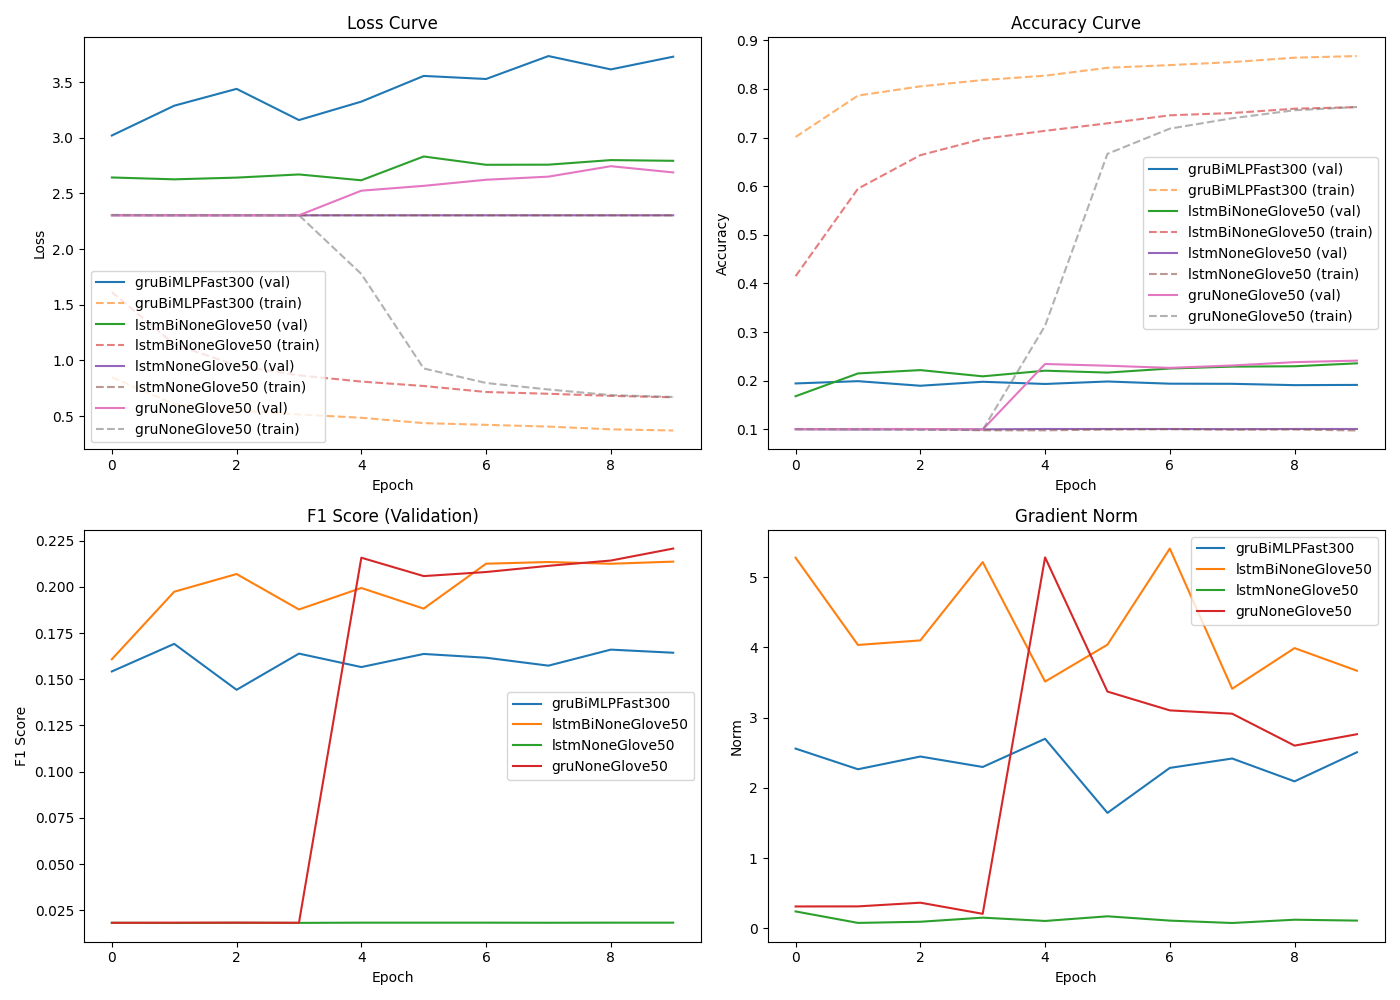 Loss Curve
3.5
3.0
2.5
2.0
1.5
1.0
0.5
Loss
gruBiMLPFast300 (val)
gruBiMLPFast300 (train)
lstmBiNoneGlove50 (val)
lstmBiNoneGlove50 (train)
lstmNoneGlove50 (val)
lstmNoneGlove50 (train)
gruNoneGlove50 (val)
gruNoneGlove50 (train)
0 2 4 6 8
Epoch
Accuracy Curve
0.9
0.8
0.7
0.6
0.5
0.4
0.3
0.2
0.1
Accuracy
gruBiMLPFast300 (val)
gruBiMLPFast300 (train)
lstmBiNoneGlove50 (val)
lstmBiNoneGlove50 (train)
lstmNoneGlove50 (val)
lstmNoneGlove50 (train)
gruNoneGlove50 (val)
gruNoneGlove50 (train)
0 2 4 6 8
Epoch
F1 Score (Validation)
0.225
0.200
0.175
0.150
0.125
0.100
0.075
0.050
0.025
F1 Score
gruBiMLPFast300
lstmBiNoneGlove50
lstmNoneGlove50
gruNoneGlove50
0 2 4 6 8
Epoch
Gradient Norm
5
4
3
2
1
0
Norm
gruBiMLPFast300
lstmBiNoneGlove50
lstmNoneGlove50
gruNoneGlove50
0 2 4 6 8
Epoch